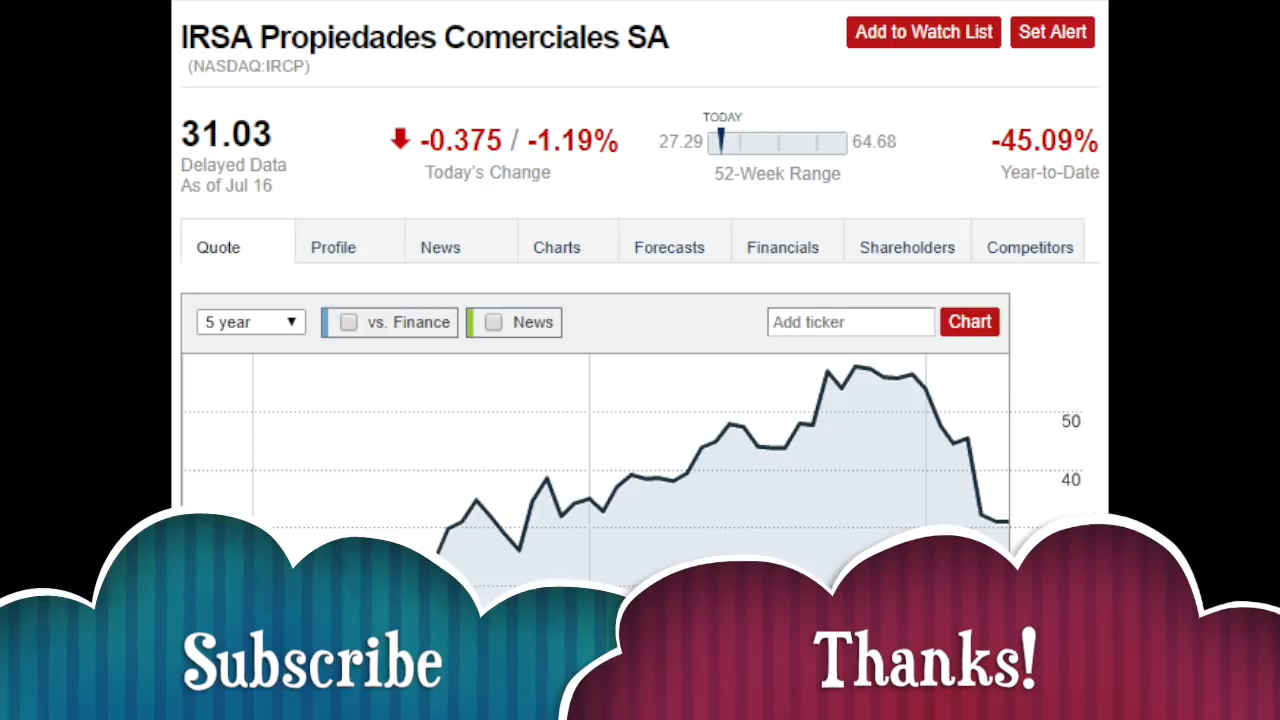 IRSA Propiedades Comerciales SA
Add to Watch List
Set Alert
(NASDAQ:IRCP)
TODAY
31.03
-0.375 / -1.19%
27.29
64.68
-45.09%
Delayed Data
Today's Change
52-Week Range
Year-to-Date
As of Jul 16
Quote
Profile
News
Charts
Forecasts
Financials
Shareholders
Competitors
5 year
vs. Finance
News
Add ticker
Chart
50
40
Subscribe
Thanks!